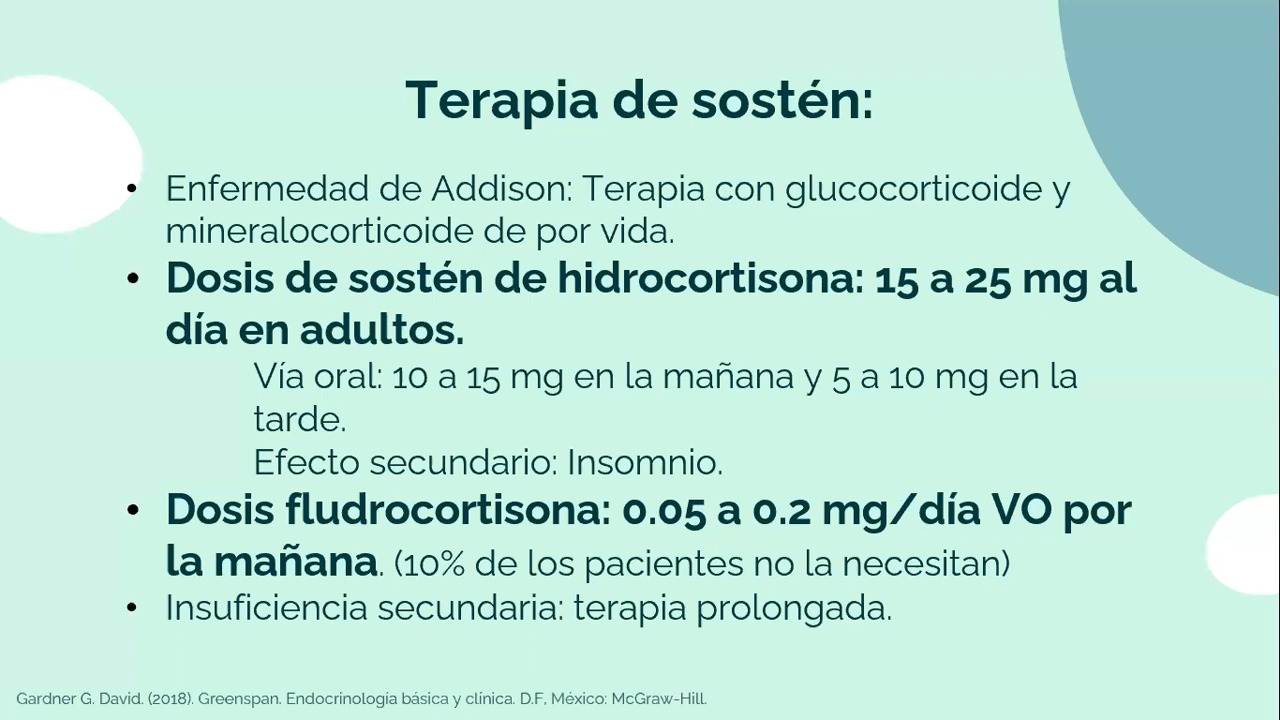 Terapia de sostén:
• Enfermedad de Addison: Terapia con glucocorticoide y
mineralocorticoide de por vida.
• Dosis de sostén de hidrocortisona: 15 a 25 mg al
día en adultos.
Vía oral: 10 a 15 mg en la mañana y 5 a 10 mg en la
tarde.
Efecto secundario: Insomnio.
• Dosis fludrocortisona: 0.05 a 0.2 mg/día VO por
la mañana. (10% de los pacientes no la necesitan)
• Insuficiencia secundaria: terapia prolongada.
Gardner G. David. (2018). Greenspan. Endocrinología básica y clínica. D.F, México: McGraw-Hill.